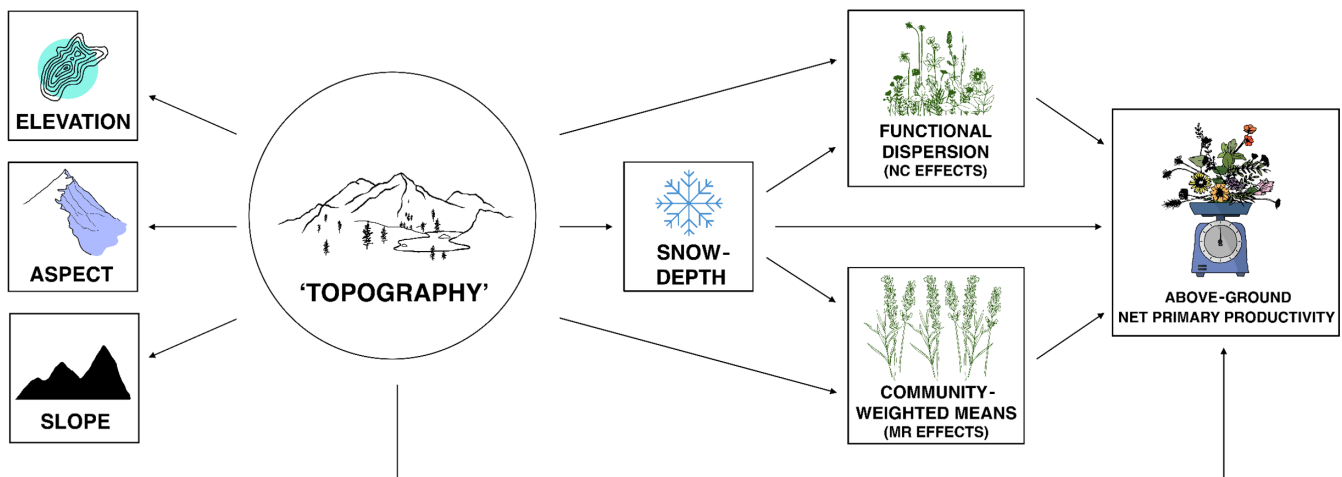 ELEVATION
ASPECT
SLOPE
‘TOPOGRAPHY’
SNOW-
DEPTH
FUNCTIONAL
DISPERSION
(NC EFFECTS)
COMMUNITY-
WEIGHTED MEANS
(MR EFFECTS)
ABOVE-GROUND
NET PRIMARY PRODUCTIVITY